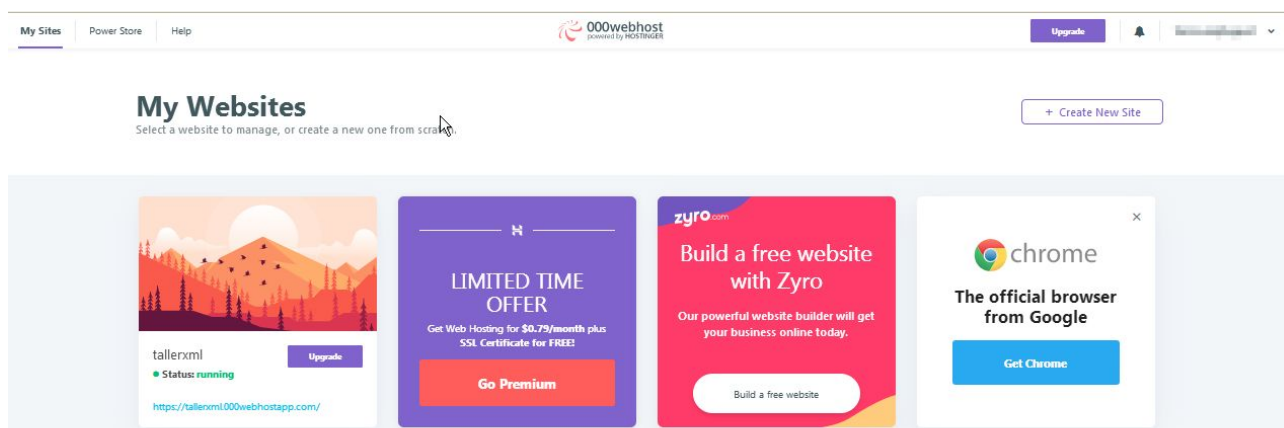 My Sites
Power Store
Help
000webhost
powered by HOSTINGER
Upgrade
My Websites
Select a website to manage, or create a new one from scratch.
+ Create New Site
tallerxml
Upgrade
Status: running
https://tallerxml.000webhostapp.com/
LIMITED TIME
OFFER
Get Web Hosting for $0.79/month plus
SSL Certificate for FREE!
Go Premium
zyro.com
Build a free website
with Zyro
Our powerful website builder will get
your business online today.
Build a free website
chrome
The official browser
from Google
Get Chrome